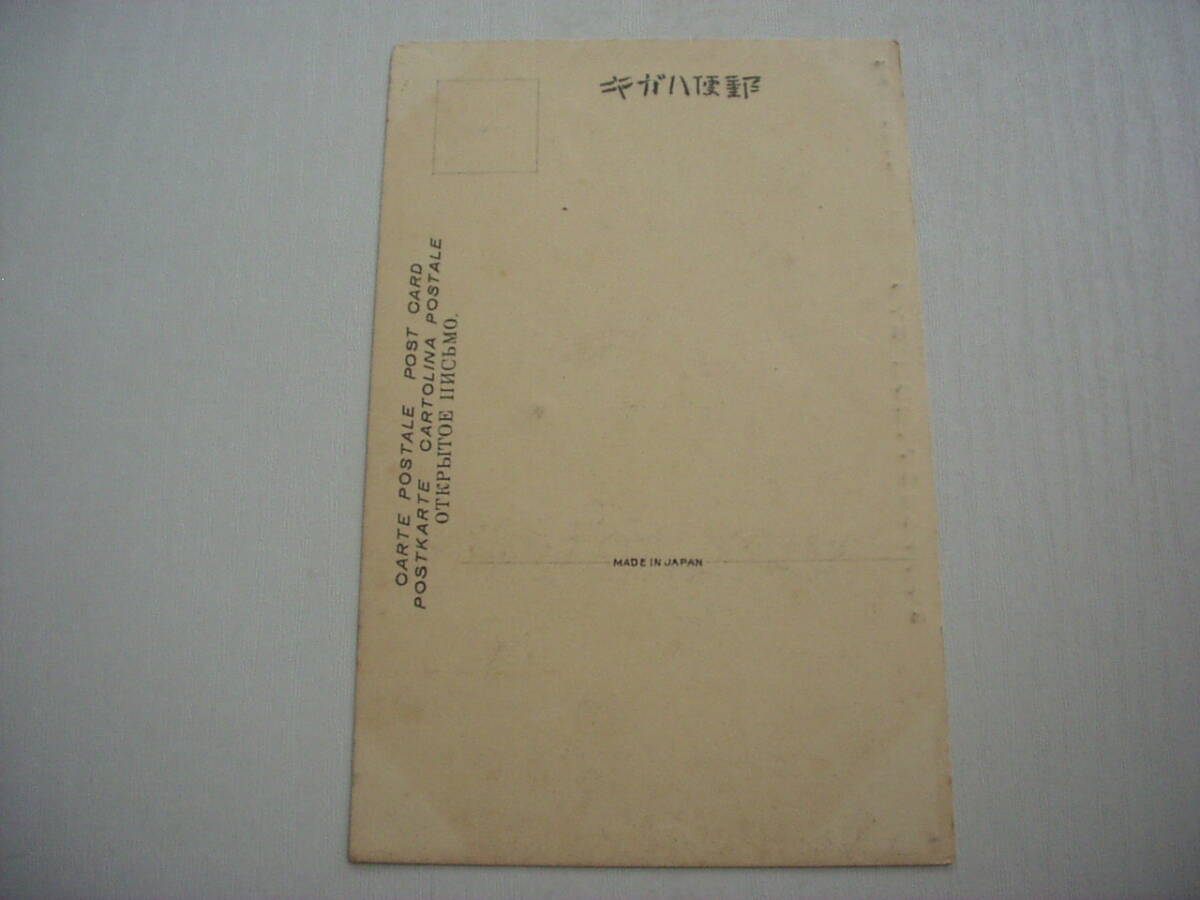 キガハ便郵
CARTE POSTALE POST CARD
POSTKARTE CARTOLINA POSTALE
ОТКРЫТОЕ ПИСЬМО.
MADE IN JAPAN